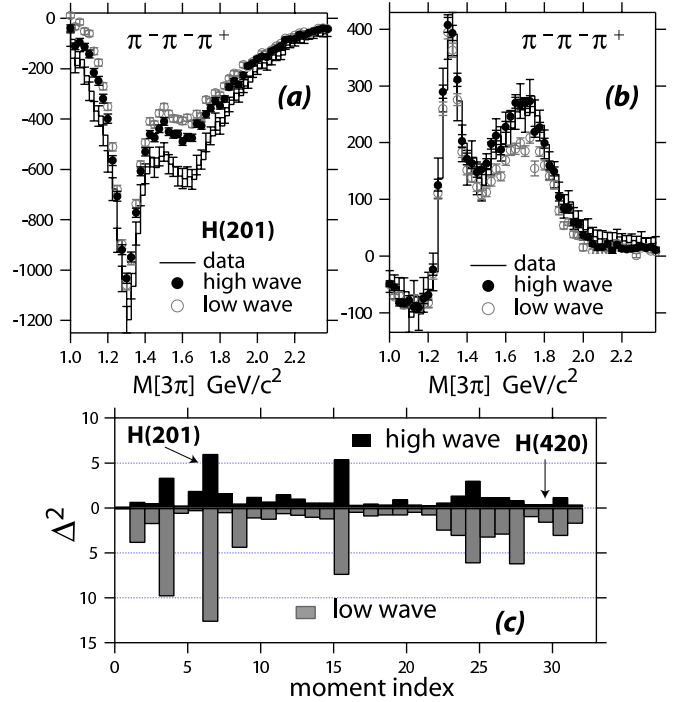 π⁻π⁻π⁺
(a)
0
-200
-400
-600
-800
-1000
-1200
H(201)
data
high wave
low wave
1.0 1.2 1.4 1.6 1.8 2.0 2.2
M[3π] GeV/c²
π⁻π⁻π⁺
(b)
400
300
200
100
0
-100
data
high wave
low wave
1.0 1.2 1.4 1.6 1.8 2.0 2.2
M[3π] GeV/c²
10
5
0
5
10
15
Δ²
H(201)
high wave
H(420)
low wave
(c)
0 5 10 15 20 25 30
moment index